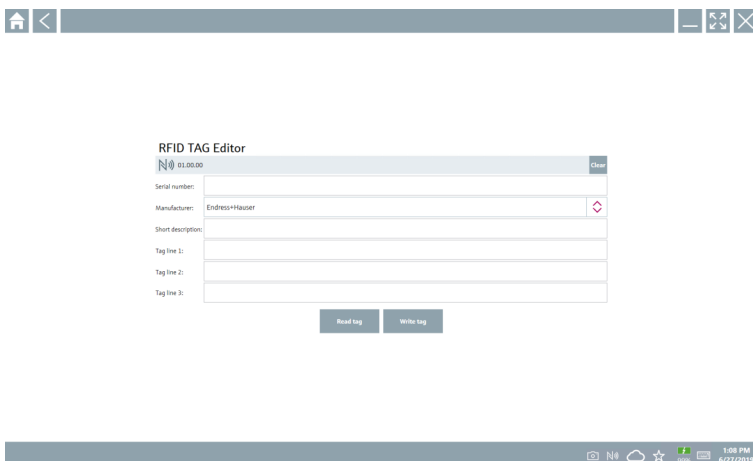 RFID TAG Editor
01.00.00 Clear
Serial number:
Manufacturer: Endress+Hauser
Short description:
Tag line 1:
Tag line 2:
Tag line 3:
Read tag Write tag
1:08 PM